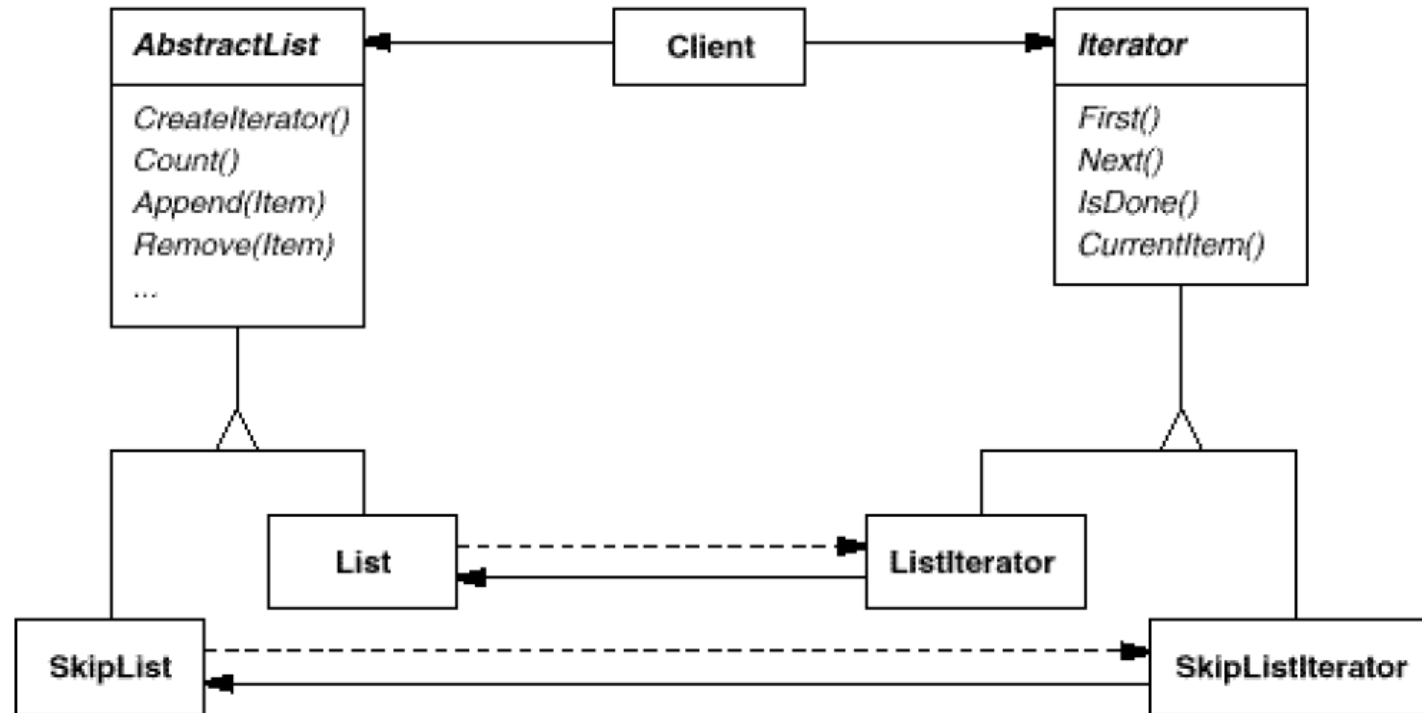 AbstractList
CreateIterator()
Count()
Append(Item)
Remove(Item)
...
Client
Iterator
First()
Next()
IsDone()
CurrentItem()
List
ListIterator
SkipList
SkipListIterator